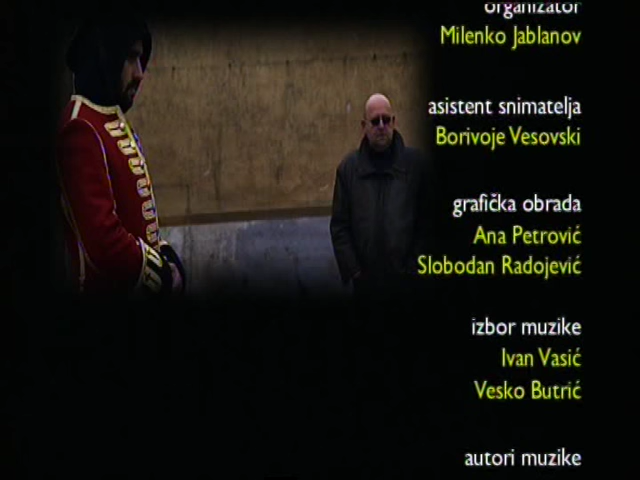 organizator
Milenko Jablanov
asistent snimatelja
Borivoje Vesovski
grafička obrada
Ana Petrović
Slobodan Radojević
izbor muzike
Ivan Vasić
Vesko Butrić
autori muzike